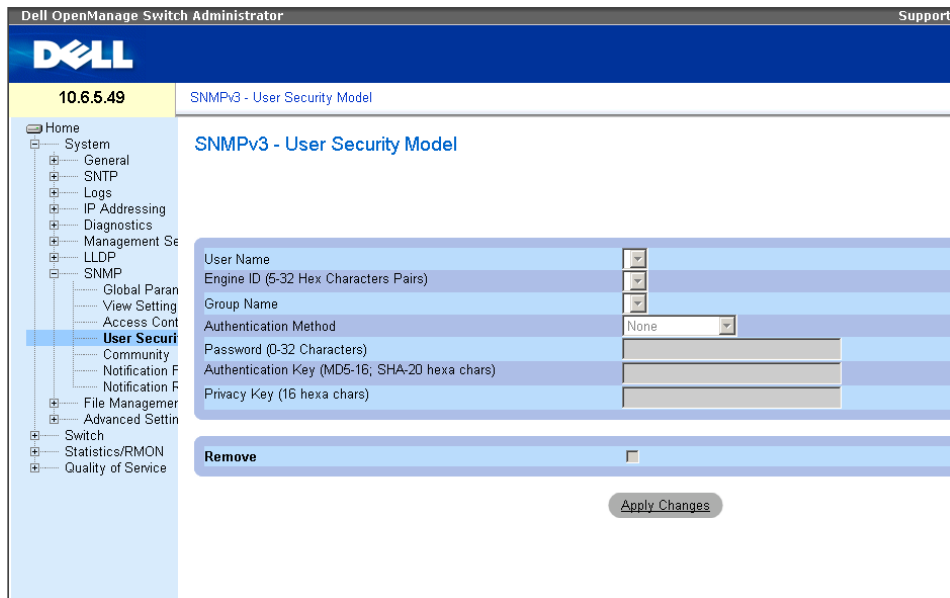 Dell OpenManage Switch Administrator
Support
DELL
10.6.5.49
SNMPv3 - User Security Model
Home
System
General
SNTP
Logs
IP Addressing
Diagnostics
Management Se
LLDP
SNMP
Global Paran
View Setting
Access Cont
User Securi
Community
Notification F
Notification R
File Managemer
Advanced Settin
Switch
Statistics/RMON
Quality of Service
SNMPv3 - User Security Model
User Name
Engine ID (5-32 Hex Characters Pairs)
Group Name
Authentication Method None
Password (0-32 Characters)
Authentication Key (MD5-16; SHA-20 hexa chars)
Privacy Key (16 hexa chars)
Remove
Apply Changes